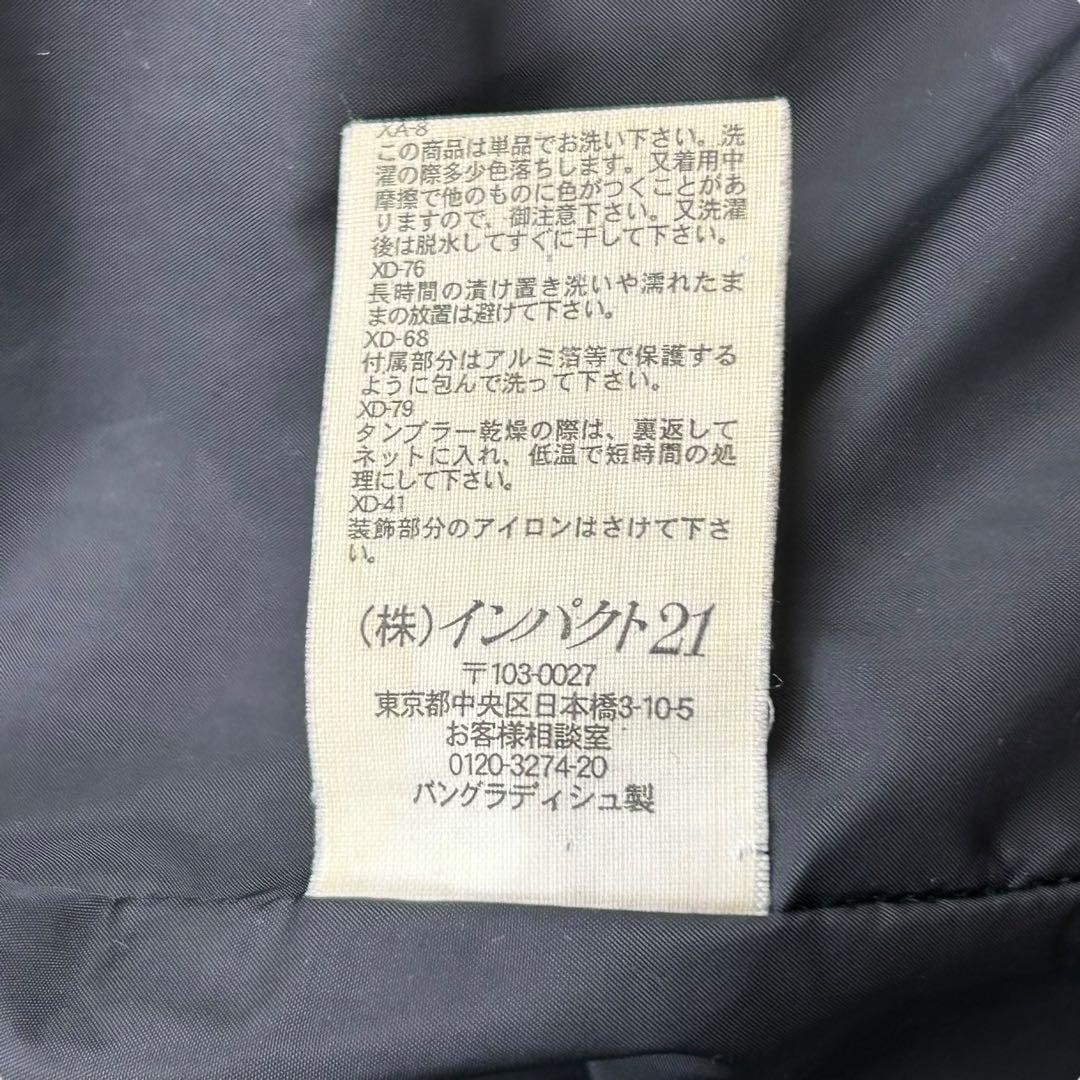 XA-8
この商品は単品でお洗い下さい。洗
濯の際多少色落ちします。又着用中
摩擦で他のものに色がつくことがあ
りますので、御注意下さい。又洗濯
後は脱水してすぐに干して下さい。
XD-76
長時間の漬け置き洗いや濡れたま
まの放置は避けて下さい。
XD-68
付属部分はアルミ箔等で保護する
ように包んで洗って下さい。
XD-79
タンブラー乾燥の際は、裏返して
ネットに入れ、低温で短時間の処
理にして下さい。
XD-41
装飾部分のアイロンはさけて下さ
い。
(株)インパクト21
〒103-0027
東京都中央区日本橋3-10-5
お客様相談室
0120-3274-20
バングラディシュ製